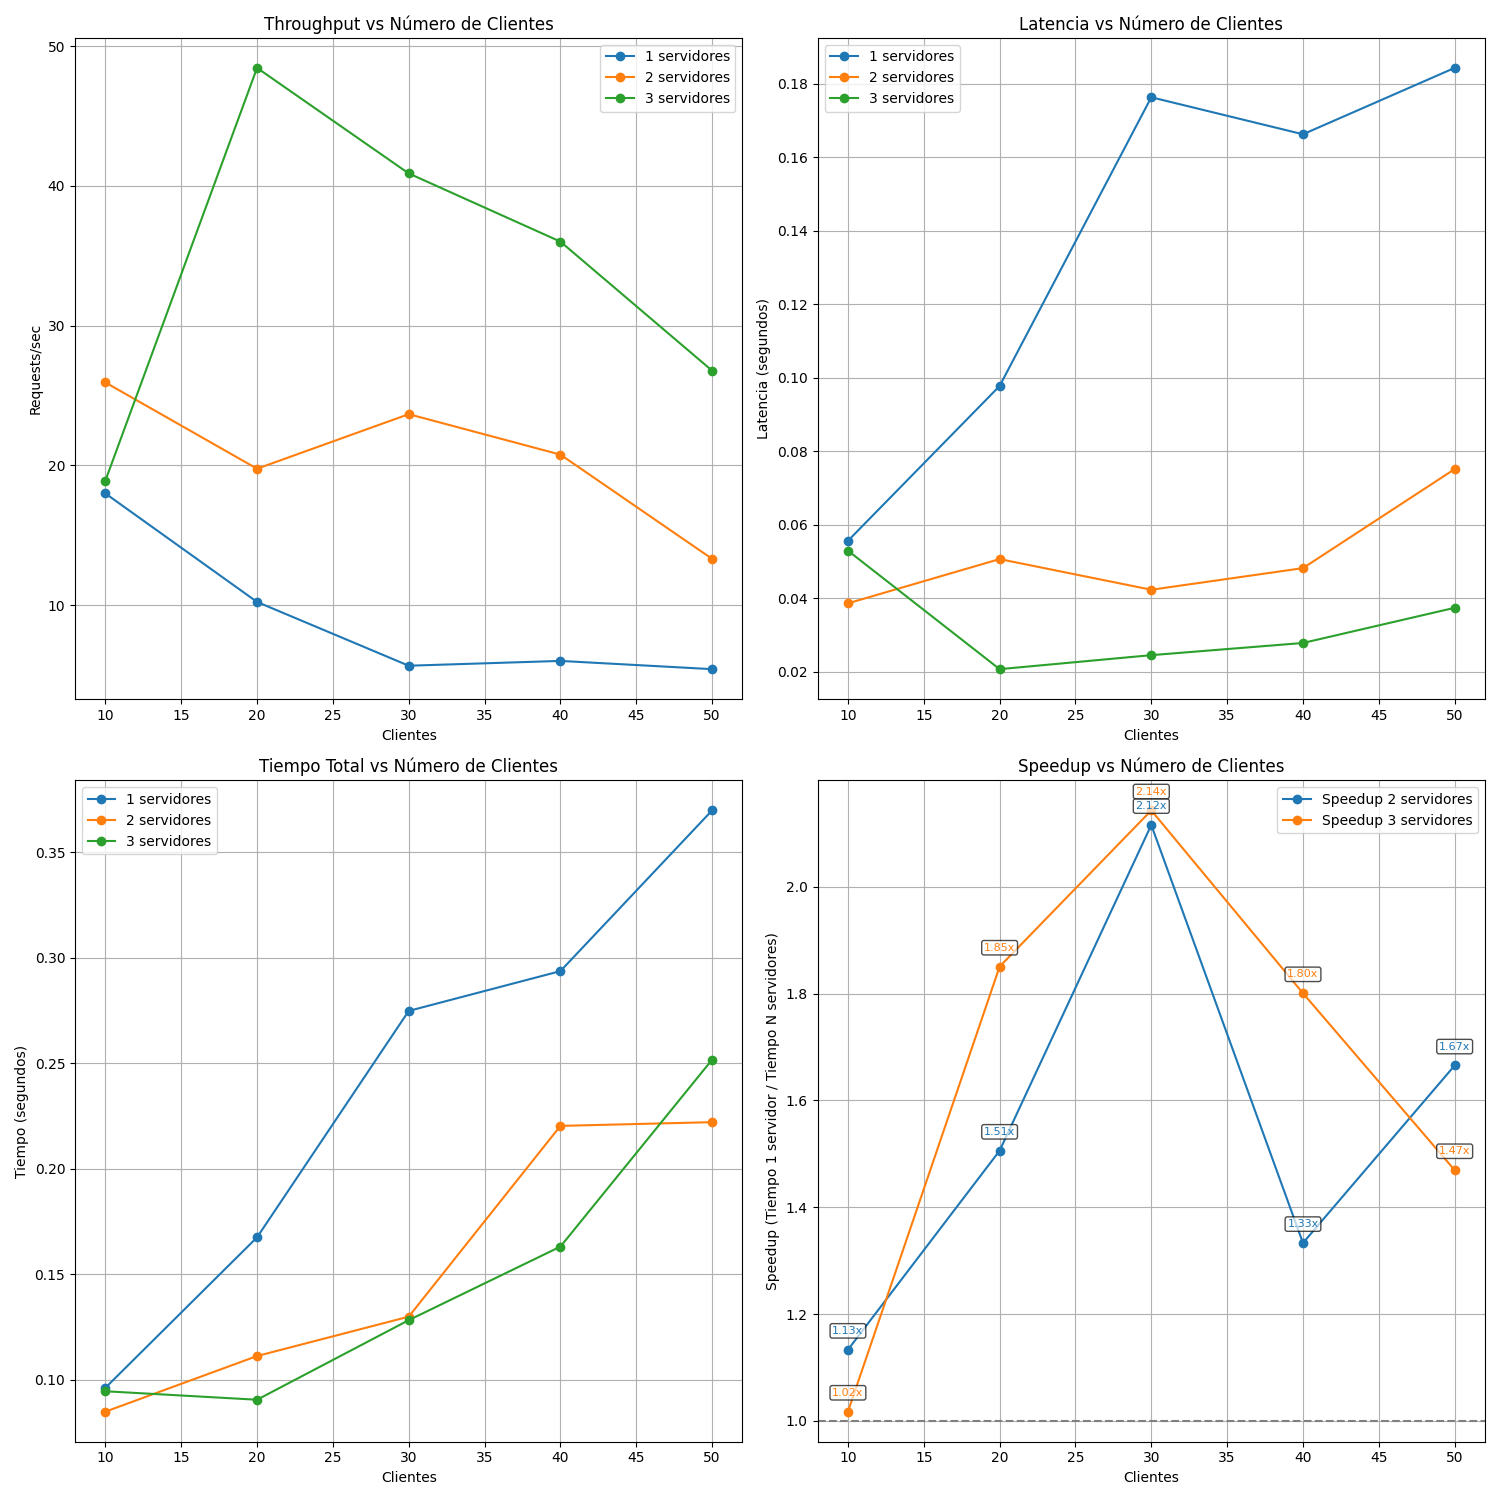 Throughput vs Número de Clientes
1 servidores
2 servidores
3 servidores
50
40
30
20
10
Requests/sec
10 15 20 25 30 35 40 45 50
Clientes
Latencia vs Número de Clientes
1 servidores
2 servidores
3 servidores
0.18
0.16
0.14
0.12
0.10
0.08
0.06
0.04
0.02
Latencia (segundos)
10 15 20 25 30 35 40 45 50
Clientes
Tiempo Total vs Número de Clientes
1 servidores
2 servidores
3 servidores
0.35
0.30
0.25
0.20
0.15
0.10
Tiempo (segundos)
10 15 20 25 30 35 40 45 50
Clientes
Speedup vs Número de Clientes
Speedup 2 servidores
Speedup 3 servidores
2.0
1.8
1.6
1.4
1.2
1.0
Speedup (Tiempo 1 servidor / Tiempo N servidores)
2.14x
2.12x
1.85x
1.80x
1.67x
1.51x
1.47x
1.33x
1.13x
1.02x
10 15 20 25 30 35 40 45 50
Clientes